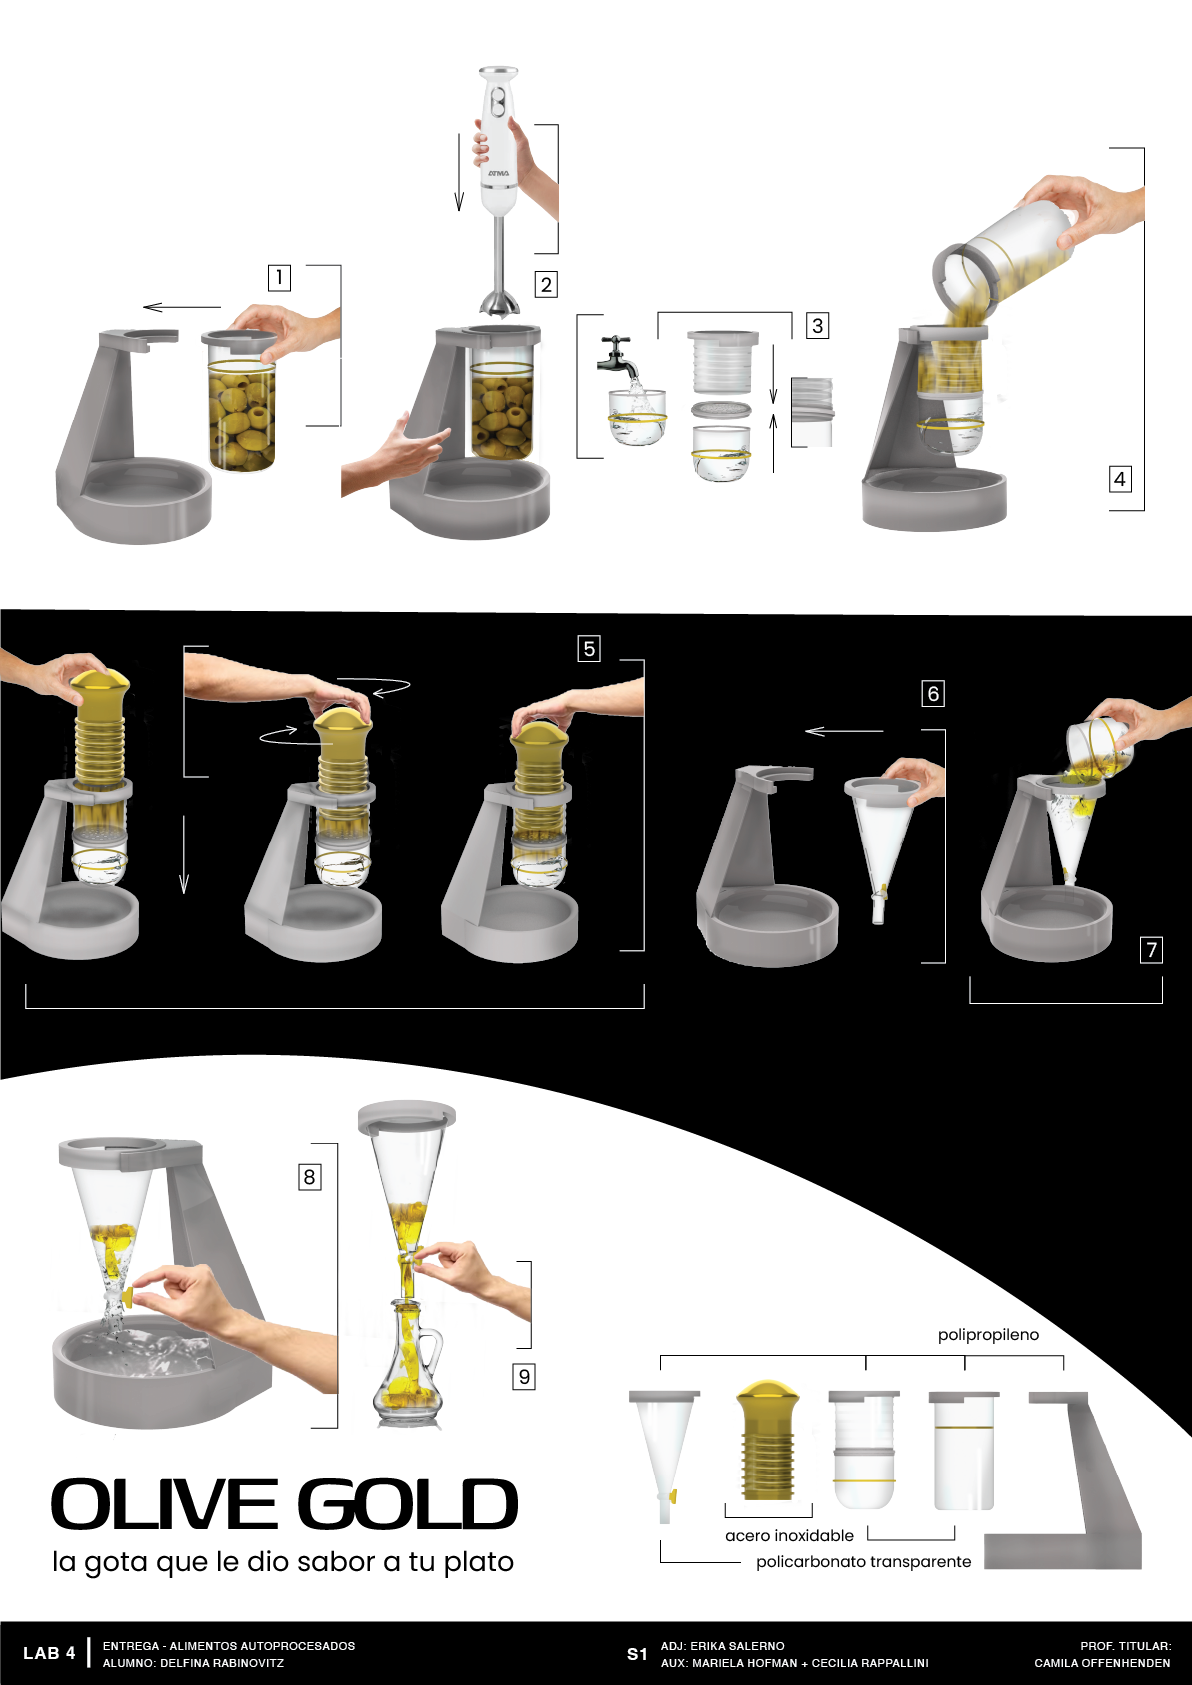 1
ATMA
2
3
4
5
6
7
8
9
polipropileno
acero inoxidable
policarbonato transparente
OLIVE GOLD
la gota que le dio sabor a tu plato
LAB 4
ENTREGA - ALIMENTOS AUTOPROCESADOS
ALUMNO: DELFINA RABINOVITZ
S1
ADJ: ERIKA SALERNO
AUX: MARIELA HOFMAN + CECILIA RAPPALLINI
PROF. TITULAR:
CAMILA OFFENHENDEN